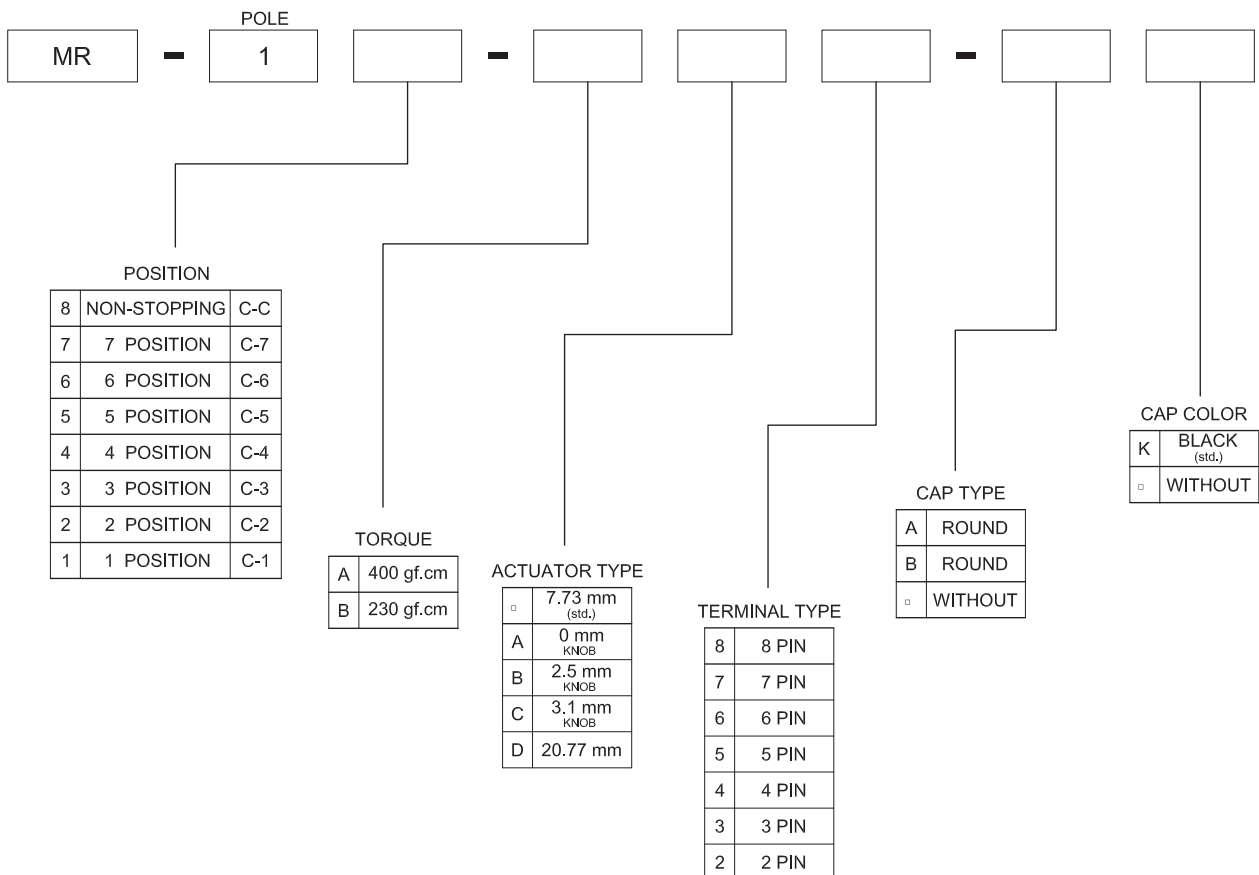 POLE
MR - 1 - -
POSITION
8 NON-STOPPING C-C
7 7 POSITION C-7
6 6 POSITION C-6
5 5 POSITION C-5
4 4 POSITION C-4
3 3 POSITION C-3
2 2 POSITION C-2
1 1 POSITION C-1
TORQUE
A 400 gf.cm
B 230 gf.cm
ACTUATOR TYPE
□ 7.73 mm
(std.)
A 0 mm
KNOB
B 2.5 mm
KNOB
C 3.1 mm
KNOB
D 20.77 mm
TERMINAL TYPE
8 8 PIN
7 7 PIN
6 6 PIN
5 5 PIN
4 4 PIN
3 3 PIN
2 2 PIN
CAP TYPE
A ROUND
B ROUND
□ WITHOUT
CAP COLOR
K BLACK
(std.)
□ WITHOUT